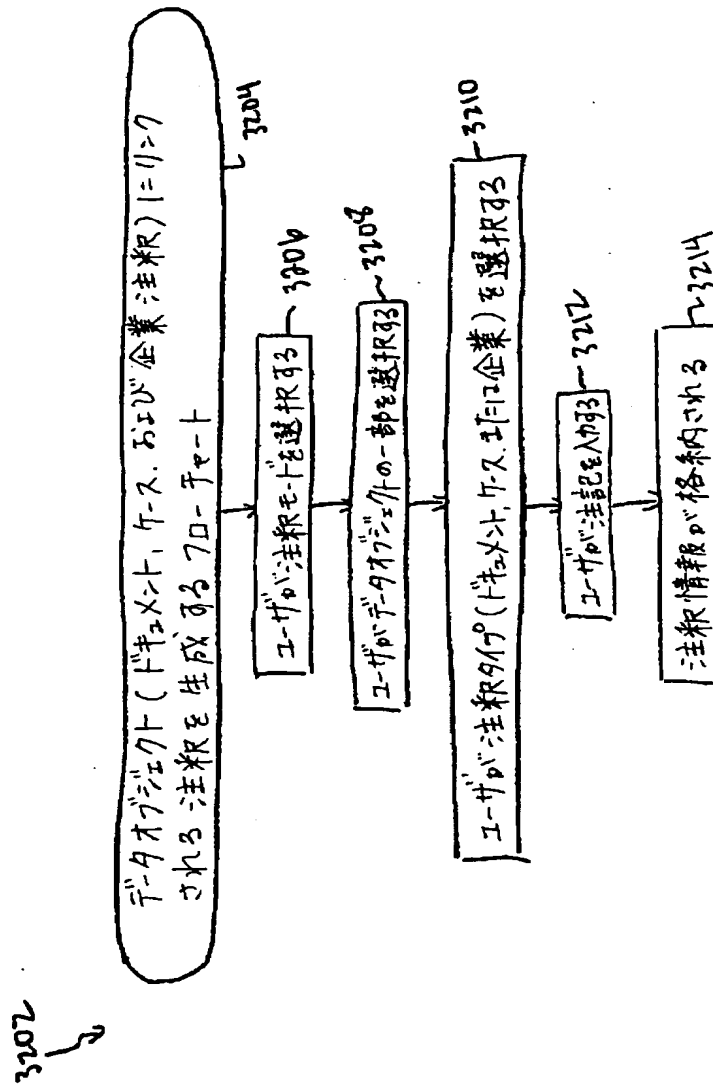 3202
データオブジェクト(ドキュメント、ケース、および企業注釈)にリンク
される注釈を生成するフローチャート
3204
ユーザが注釈モードを選択する
3206
ユーザがデータオブジェクトの一部を選択する
3208
ユーザが注釈タイプ(ドキュメント、ケース、または企業)を選択する
3210
ユーザが注記を入力する
3212
注釈情報が格納される
3214